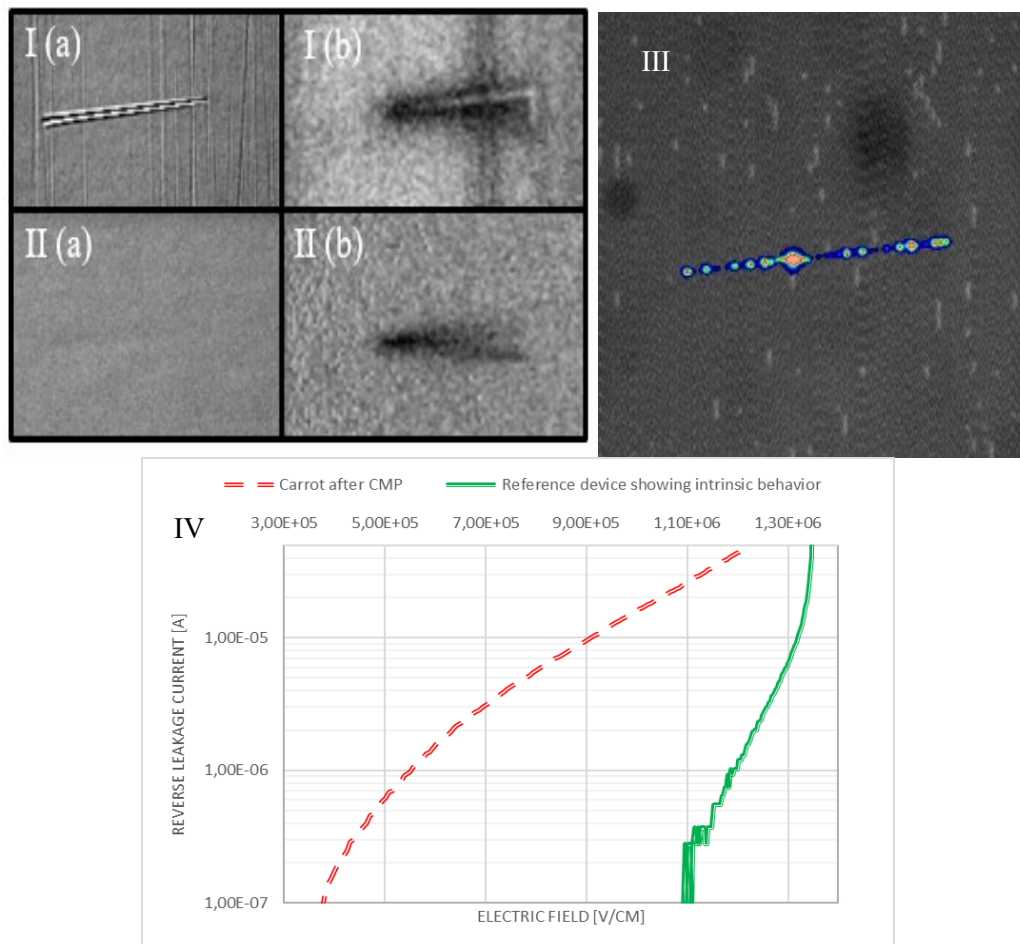 I (a)
I (b)
III
II (a)
II (b)
Carrot after CMP
Reference device showing intrinsic behavior
IV
3,00E+05 5,00E+05 7,00E+05 9,00E+05 1,10E+06 1,30E+06
1,00E-05
1,00E-06
1,00E-07
REVERSE LEAKAGE CURRENT [A]
ELECTRIC FIELD [V/CM]